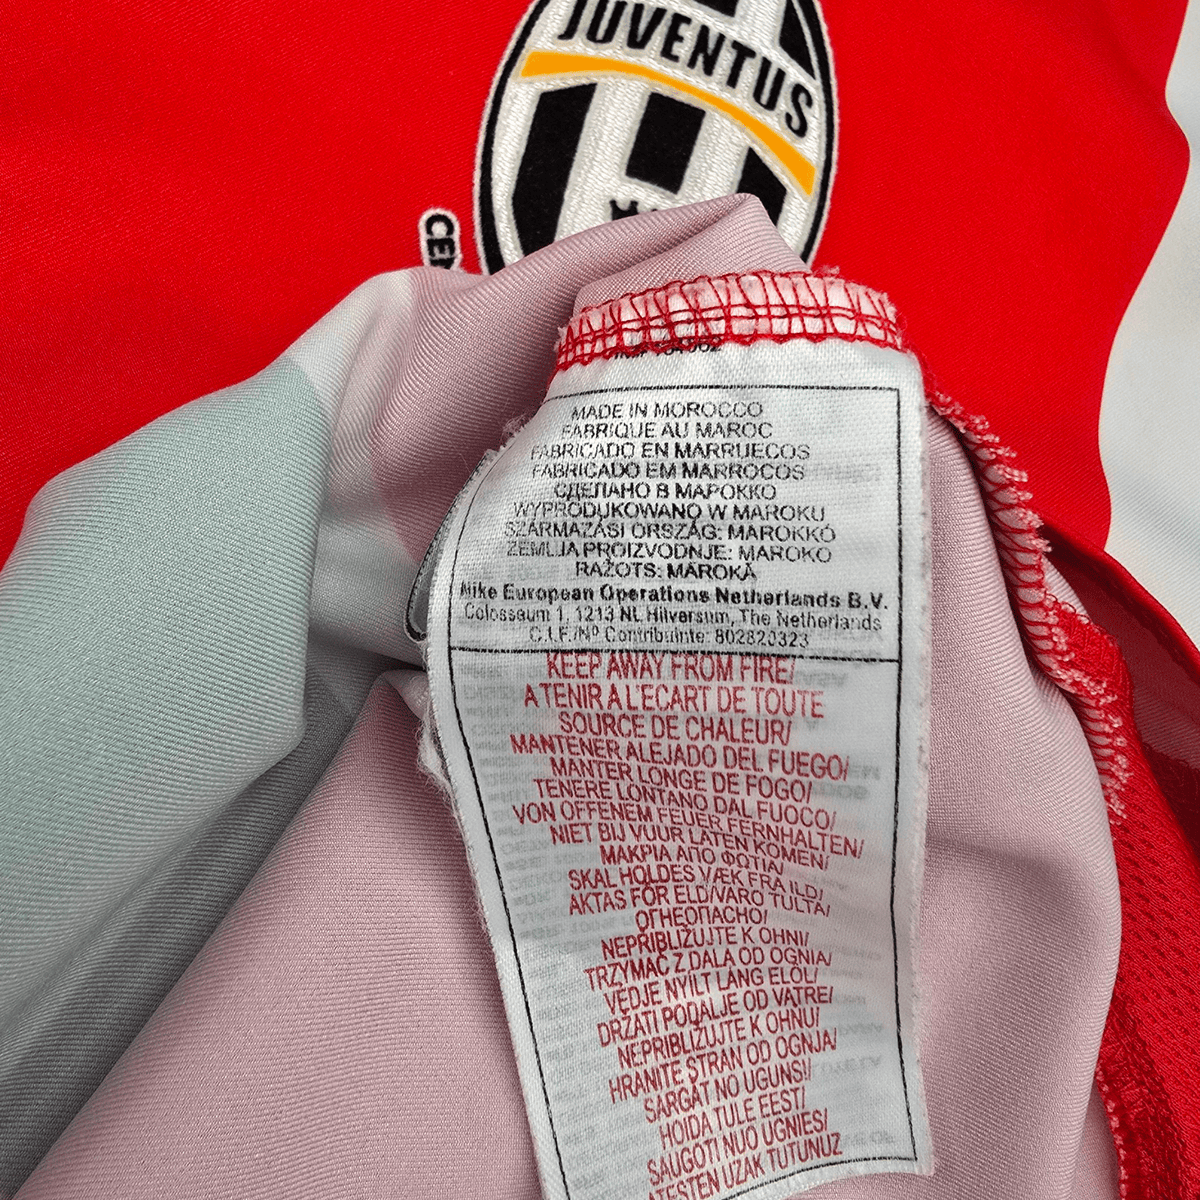 JUVENTUS
MADE IN MOROCCO
FABRIQUE AU MAROC
FABRICADO EN MARRUECOS
FABRICADO EM MARROCOS
СДЕЛАНО В МАРОККО
WYPRODUKOWANO W MAROKU
SZÁRMAZÁSI ORSZÁG: MAROKKÓ
ZEMLJA PROIZVODNJE: MAROKO
RAŽOTS: MAROKĀ
Nike European Operations Netherlands B.V.
Colosseum 1, 1213 NL Hilversum, The Netherlands
C.I.F./Nº Contribuinte: 802820323
KEEP AWAY FROM FIRE/
A TENIR A L'ECART DE TOUTE
SOURCE DE CHALEUR/
MANTENER ALEJADO DEL FUEGO/
MANTER LONGE DE FOGO/
TENERE LONTANO DAL FUOCO/
VON OFFENEM FEUER FERNHALTEN/
NIET BIJ VUUR LATEN KOMEN/
ΜΑΚΡΙΑ ΑΠΟ ΦΩΤΙΑ/
SKAL HOLDES VÆK FRA ILD/
AKTAS FÖR ELD/VARO TULTA/
ОГНЕОПАСНО/
NEPRIBLIŽUJTE K OHNI/
TRZYMAĆ Z DALA OD OGNIA/
VÉDJE NYÍLT LÁNG ELŐL/
DRŽATI PODALJE OD VATRE/
NEPRIBLIŽUJTE K OHNU/
HRANITE STRAN OD OGNJA/
SARGĀT NO UGUNS/
HOIDA TULE EEST/
SAUGOTI NUO UGNIES/
ATEŞTEN UZAK TUTUNUZ